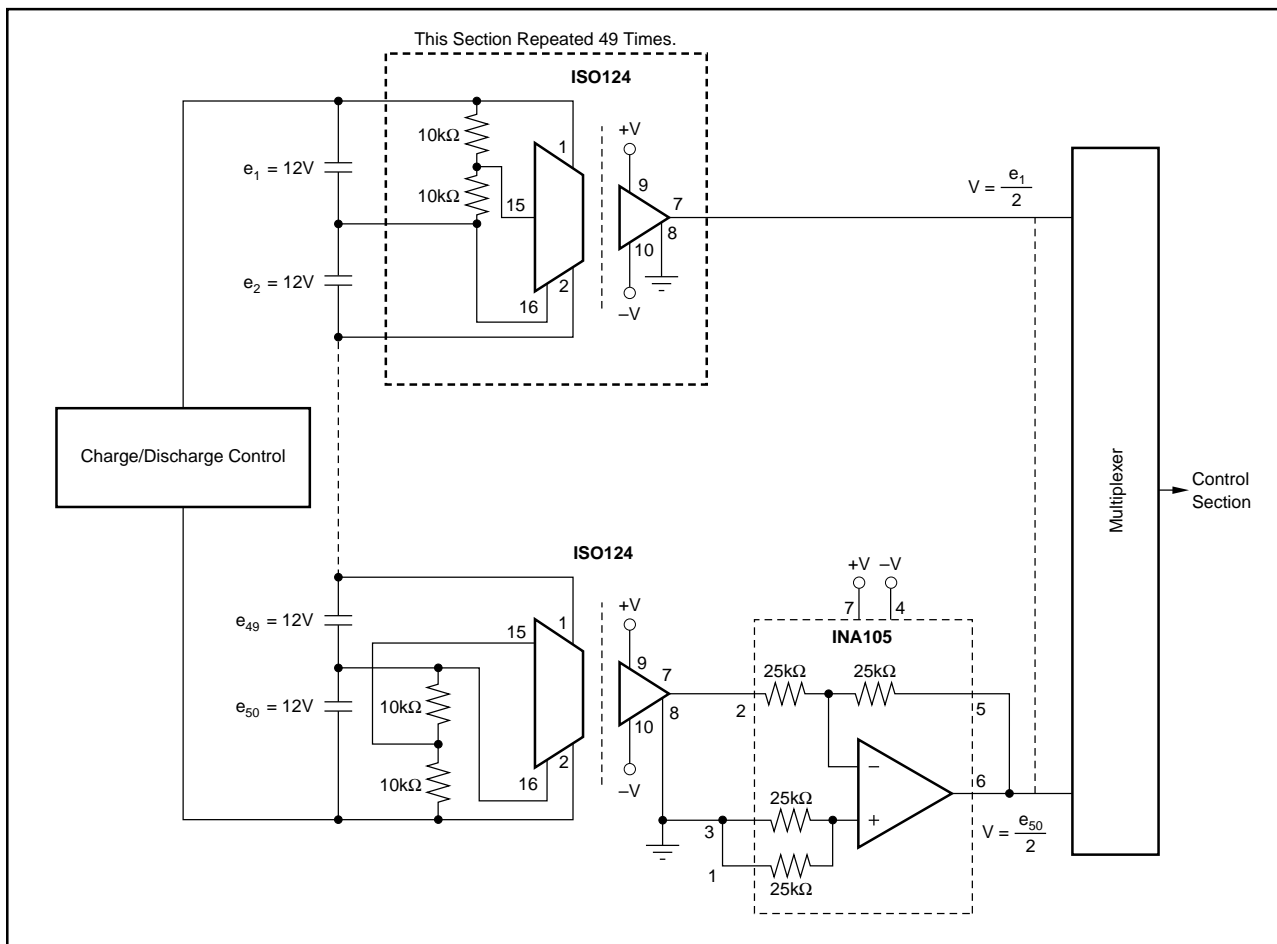 This Section Repeated 49 Times.
ISO124
10kΩ
10kΩ
15
1
2
16
+V
9
7
8
10
–V
e1 = 12V
e2 = 12V
V = e1/2
Charge/Discharge Control
Multiplexer
Control
Section
ISO124
e49 = 12V
e50 = 12V
10kΩ
10kΩ
15
1
2
16
+V
9
7
8
10
–V
+V –V
7 4
INA105
25kΩ 25kΩ
2
5
–
+
6
3
25kΩ
1
25kΩ
V = e50/2